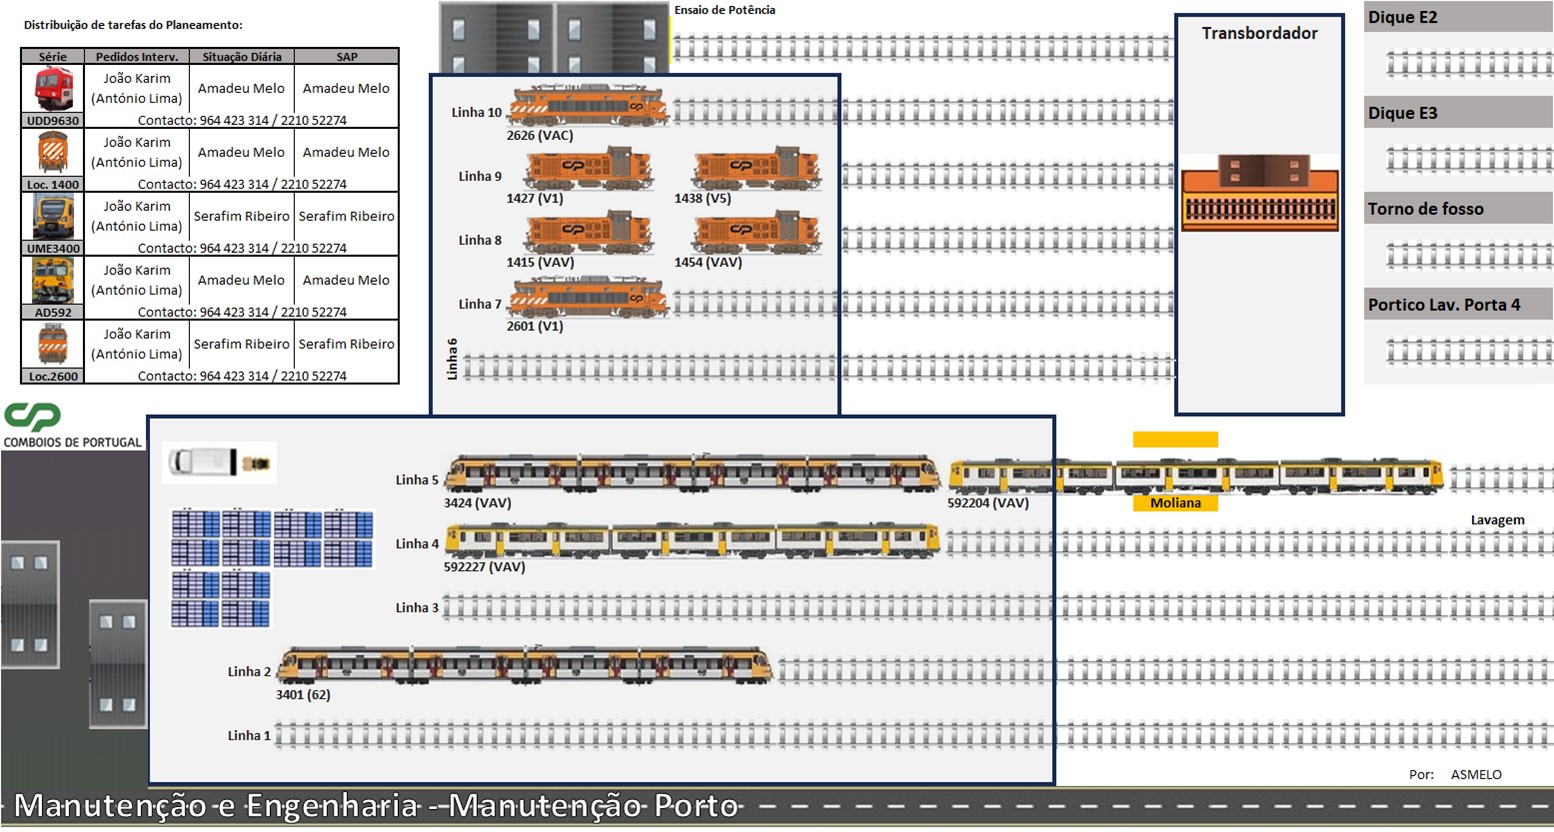 Distribuição de tarefas do Planeamento:
Série Pedidos Interv. Situação Diária SAP
UDD9630
João Karim
(António Lima)
Amadeu Melo
Amadeu Melo
Contacto: 964 423 314 / 2210 52274
Loc. 1400
João Karim
(António Lima)
Amadeu Melo
Amadeu Melo
Contacto: 964 423 314 / 2210 52274
UME3400
João Karim
(António Lima)
Serafim Ribeiro
Serafim Ribeiro
Contacto: 964 423 314 / 2210 52274
AD592
João Karim
(António Lima)
Amadeu Melo
Amadeu Melo
Contacto: 964 423 314 / 2210 52274
Loc.2600
João Karim
(António Lima)
Serafim Ribeiro
Serafim Ribeiro
Contacto: 964 423 314 / 2210 52274
Ensaio de Potência
Linha 10
2626 (VAC)
Linha 9
1427 (V1)
1438 (V5)
Linha 8
1415 (VAV)
1454 (VAV)
Linha 7
2601 (V1)
Linha 6
Transbordador
Dique E2
Dique E3
Torno de fosso
Portico Lav. Porta 4
CP
COMBOIOS DE PORTUGAL
Linha 5
3424 (VAV)
592204 (VAV)
Moliana
Lavagem
Linha 4
592227 (VAV)
Linha 3
Linha 2
3401 (62)
Linha 1
Por: ASMELO
Manutenção e Engenharia - Manutenção Porto